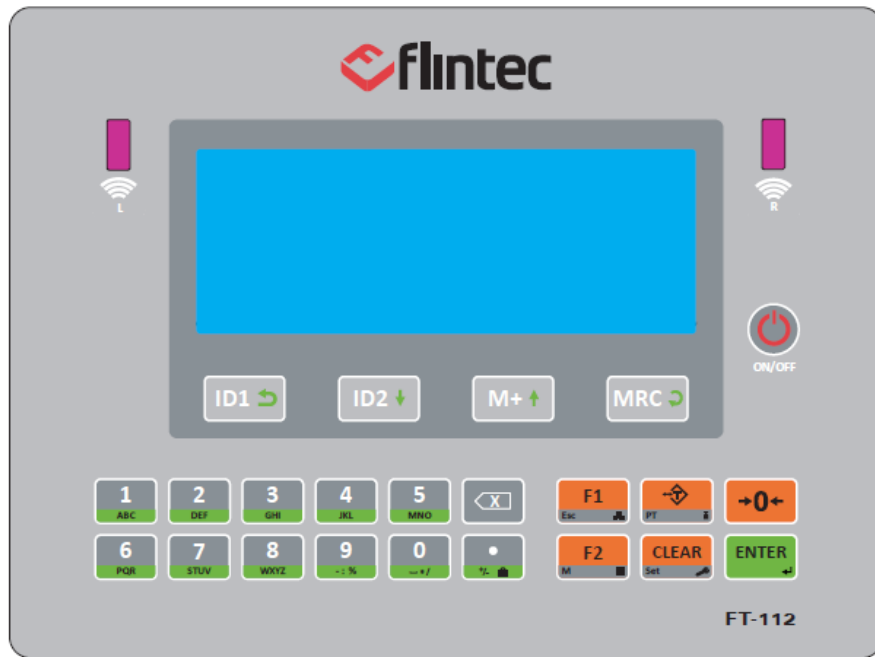 flintec
L
R
ON/OFF
ID1
ID2
M+
MRC
1 2 3 4 5 X F1 T →0←
ABC DEF GHI JKL MNO Esc PT
6 7 8 9 0 • F2 CLEAR ENTER
PQR STUV WXYZ - : % ⎵ * / +/- M Set
FT-112